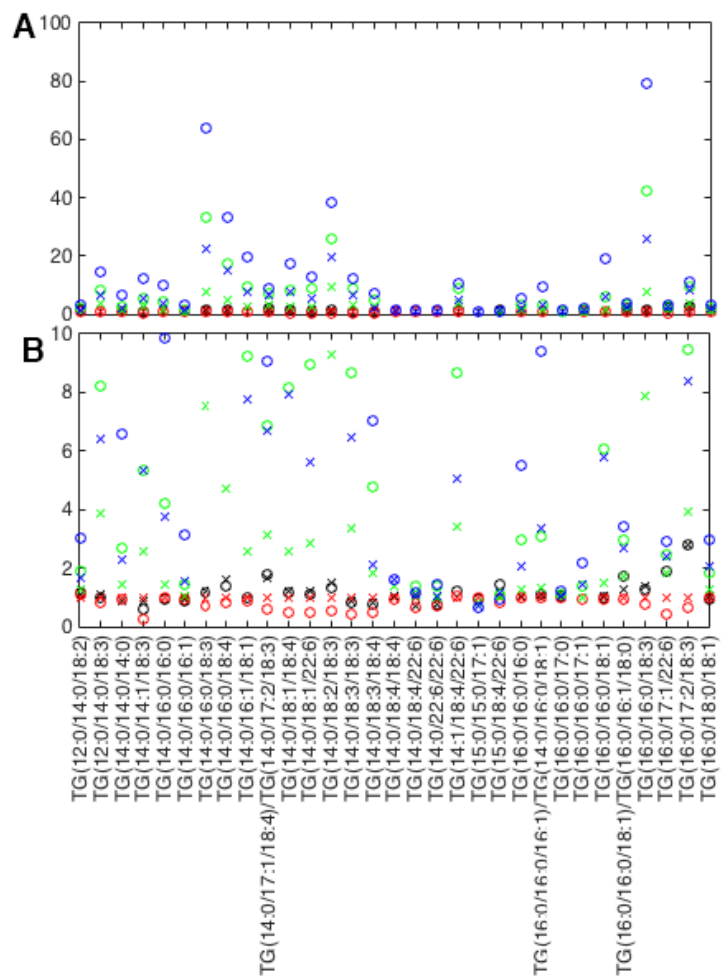 A
100
80
60
40
20
0
B
10
8
6
4
2
0
TG(12:0/14:0/18:2)
TG(12:0/14:0/18:3)
TG(14:0/14:0/14:0)
TG(14:0/14:1/18:3)
TG(14:0/16:0/16:0)
TG(14:0/16:0/16:1)
TG(14:0/16:0/18:3)
TG(14:0/16:0/18:4)
TG(14:0/16:1/18:1)
TG(14:0/17:1/18:4)/TG(14:0/17:2/18:3)
TG(14:0/18:1/18:4)
TG(14:0/18:1/22:6)
TG(14:0/18:2/18:3)
TG(14:0/18:3/18:3)
TG(14:0/18:3/18:4)
TG(14:0/18:4/18:4)
TG(14:0/18:4/22:6)
TG(14:0/22:6/22:6)
TG(14:1/18:4/22:6)
TG(15:0/15:0/17:1)
TG(15:0/18:4/22:6)
TG(16:0/16:0/16:0)
TG(16:0/16:0/16:1)/TG(14:0/16:0/18:1)
TG(16:0/16:0/17:0)
TG(16:0/16:0/17:1)
TG(16:0/16:0/18:1)
TG(16:0/16:0/18:1)/TG(16:0/16:1/18:0)
TG(16:0/16:0/18:3)
TG(16:0/17:1/22:6)
TG(16:0/17:2/18:3)
TG(16:0/18:0/18:1)